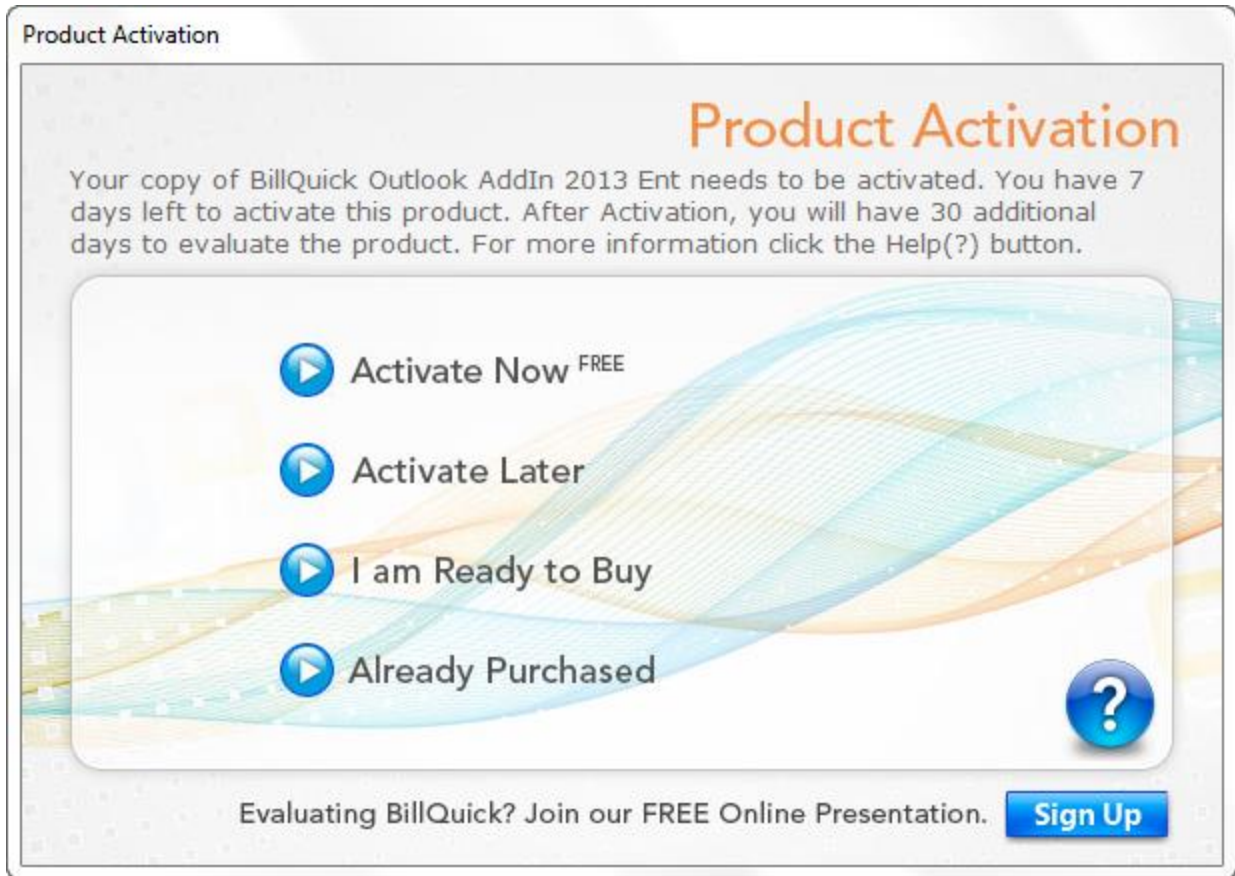 Product Activation
Product Activation
Your copy of BillQuick Outlook AddIn 2013 Ent needs to be activated. You have 7
days left to activate this product. After Activation, you will have 30 additional
days to evaluate the product. For more information click the Help(?) button.
Activate Now FREE
Activate Later
I am Ready to Buy
Already Purchased
?
Evaluating BillQuick? Join our FREE Online Presentation. Sign Up